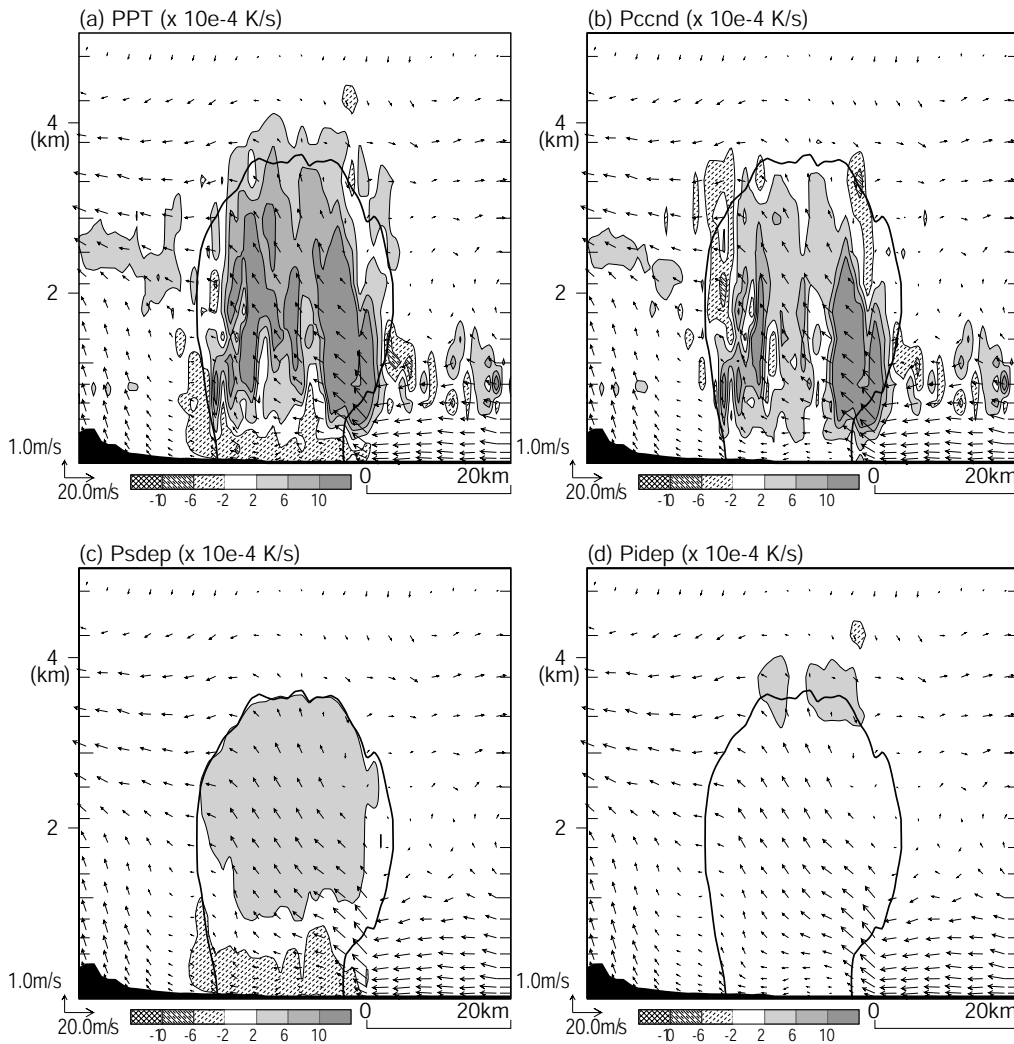 (a) PPT (x 10e-4 K/s)
4
(km)
2
1.0m/s
20.0m/s
-10 -6 -2 2 6 10
0 20km
(b) Pccnd (x 10e-4 K/s)
4
(km)
2
1.0m/s
20.0m/s
-10 -6 -2 2 6 10
0 20km
(c) Psdep (x 10e-4 K/s)
4
(km)
2
1.0m/s
20.0m/s
-10 -6 -2 2 6 10
0 20km
(d) Pidep (x 10e-4 K/s)
4
(km)
2
1.0m/s
20.0m/s
-10 -6 -2 2 6 10
0 20km